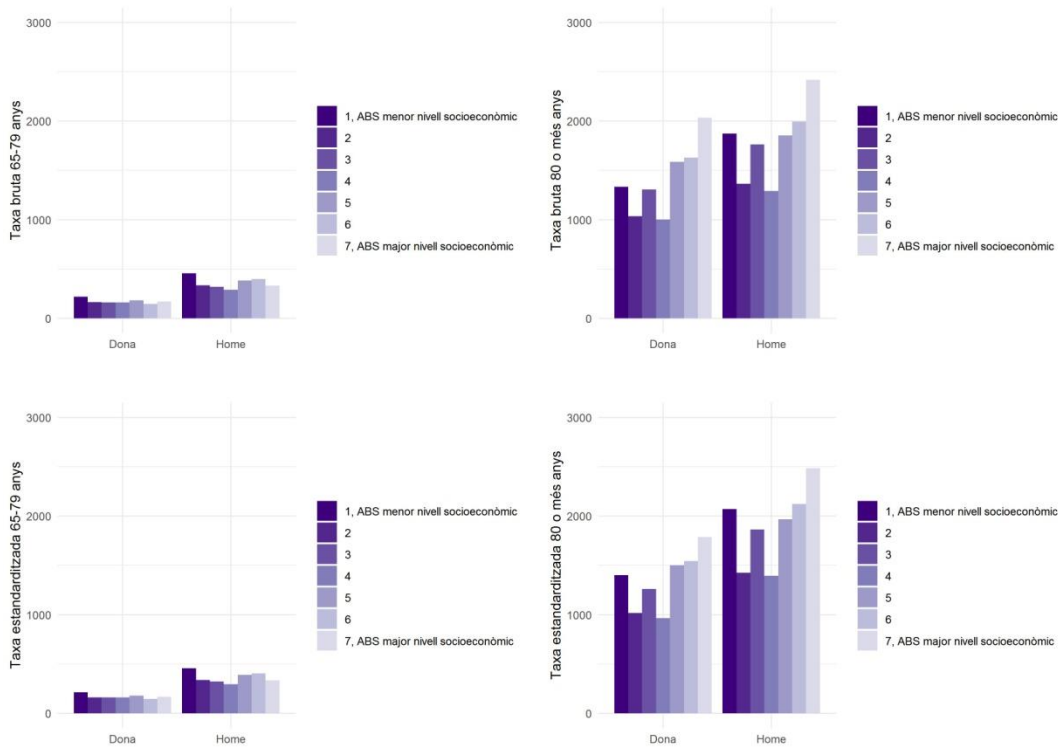 Taxa bruta 65-79 anys
3000
2000
1000
0
Dona
Home
1, ABS menor nivell socioeconòmic
2
3
4
5
6
7, ABS major nivell socioeconòmic
Taxa bruta 80 o més anys
3000
2000
1000
0
Dona
Home
1, ABS menor nivell socioeconòmic
2
3
4
5
6
7, ABS major nivell socioeconòmic
Taxa estandarditzada 65-79 anys
3000
2000
1000
0
Dona
Home
1, ABS menor nivell socioeconòmic
2
3
4
5
6
7, ABS major nivell socioeconòmic
Taxa estandarditzada 80 o més anys
3000
2000
1000
0
Dona
Home
1, ABS menor nivell socioeconòmic
2
3
4
5
6
7, ABS major nivell socioeconòmic